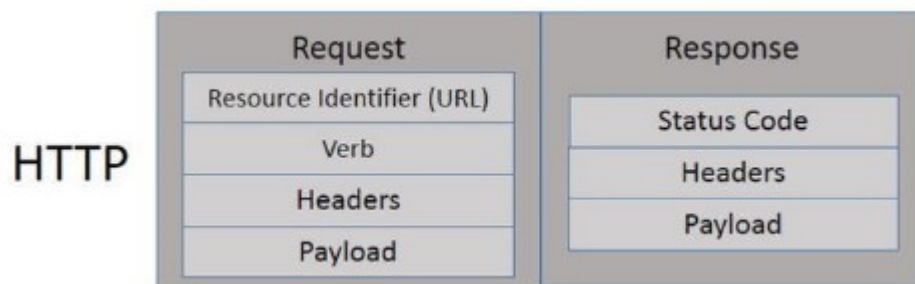 HTTP
Request
Resource Identifier (URL)
Verb
Headers
Payload
Response
Status Code
Headers
Payload